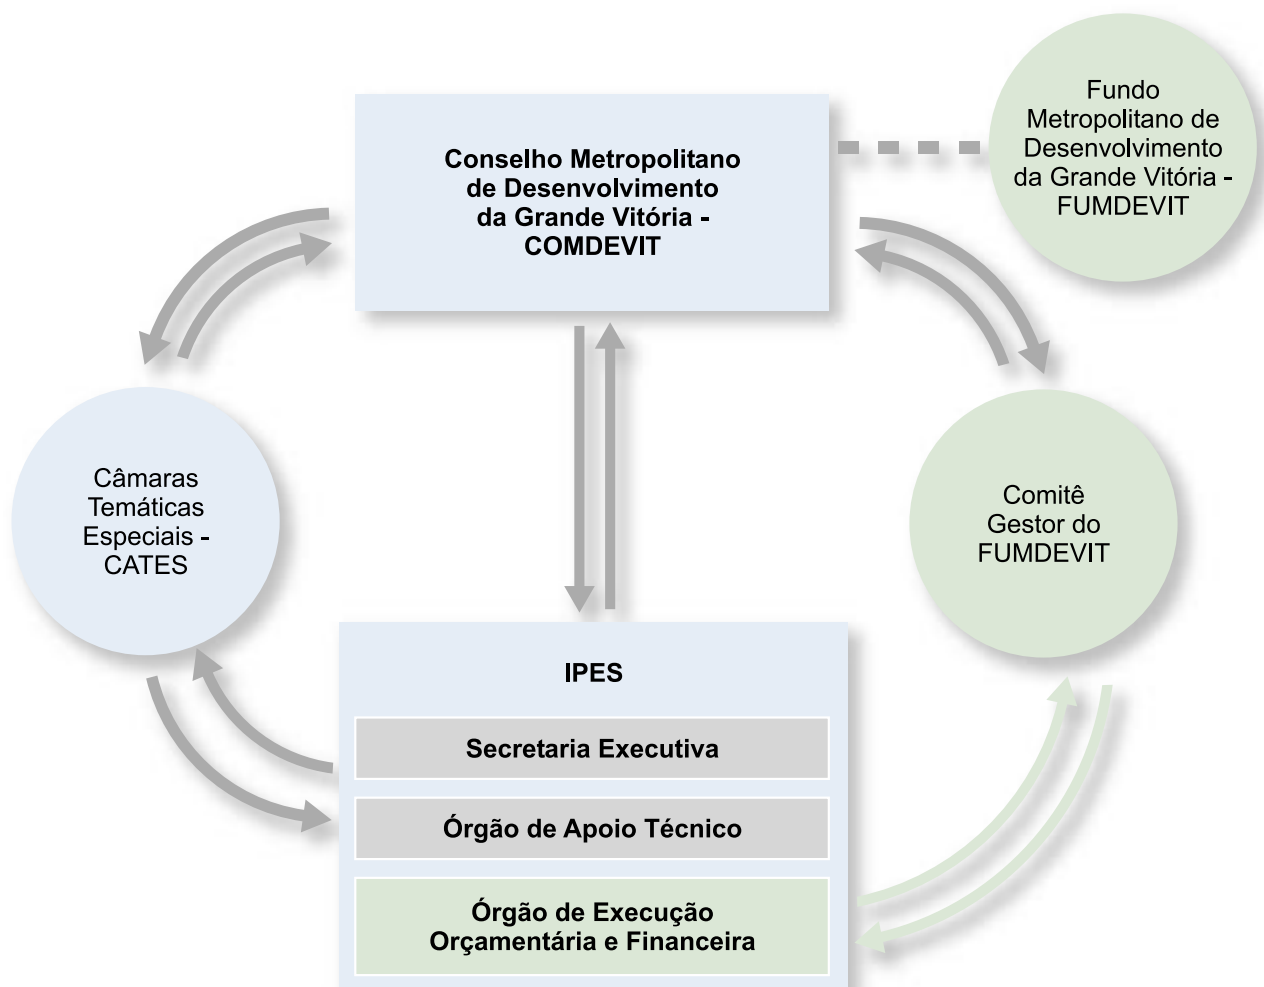 Conselho Metropolitano
de Desenvolvimento
da Grande Vitória -
COMDEVIT
Fundo
Metropolitano de
Desenvolvimento
da Grande Vitória -
FUMDEVIT
Câmaras
Temáticas
Especiais -
CATES
Comitê
Gestor do
FUMDEVIT
IPES
Secretaria Executiva
Órgão de Apoio Técnico
Órgão de Execução
Orçamentária e Financeira